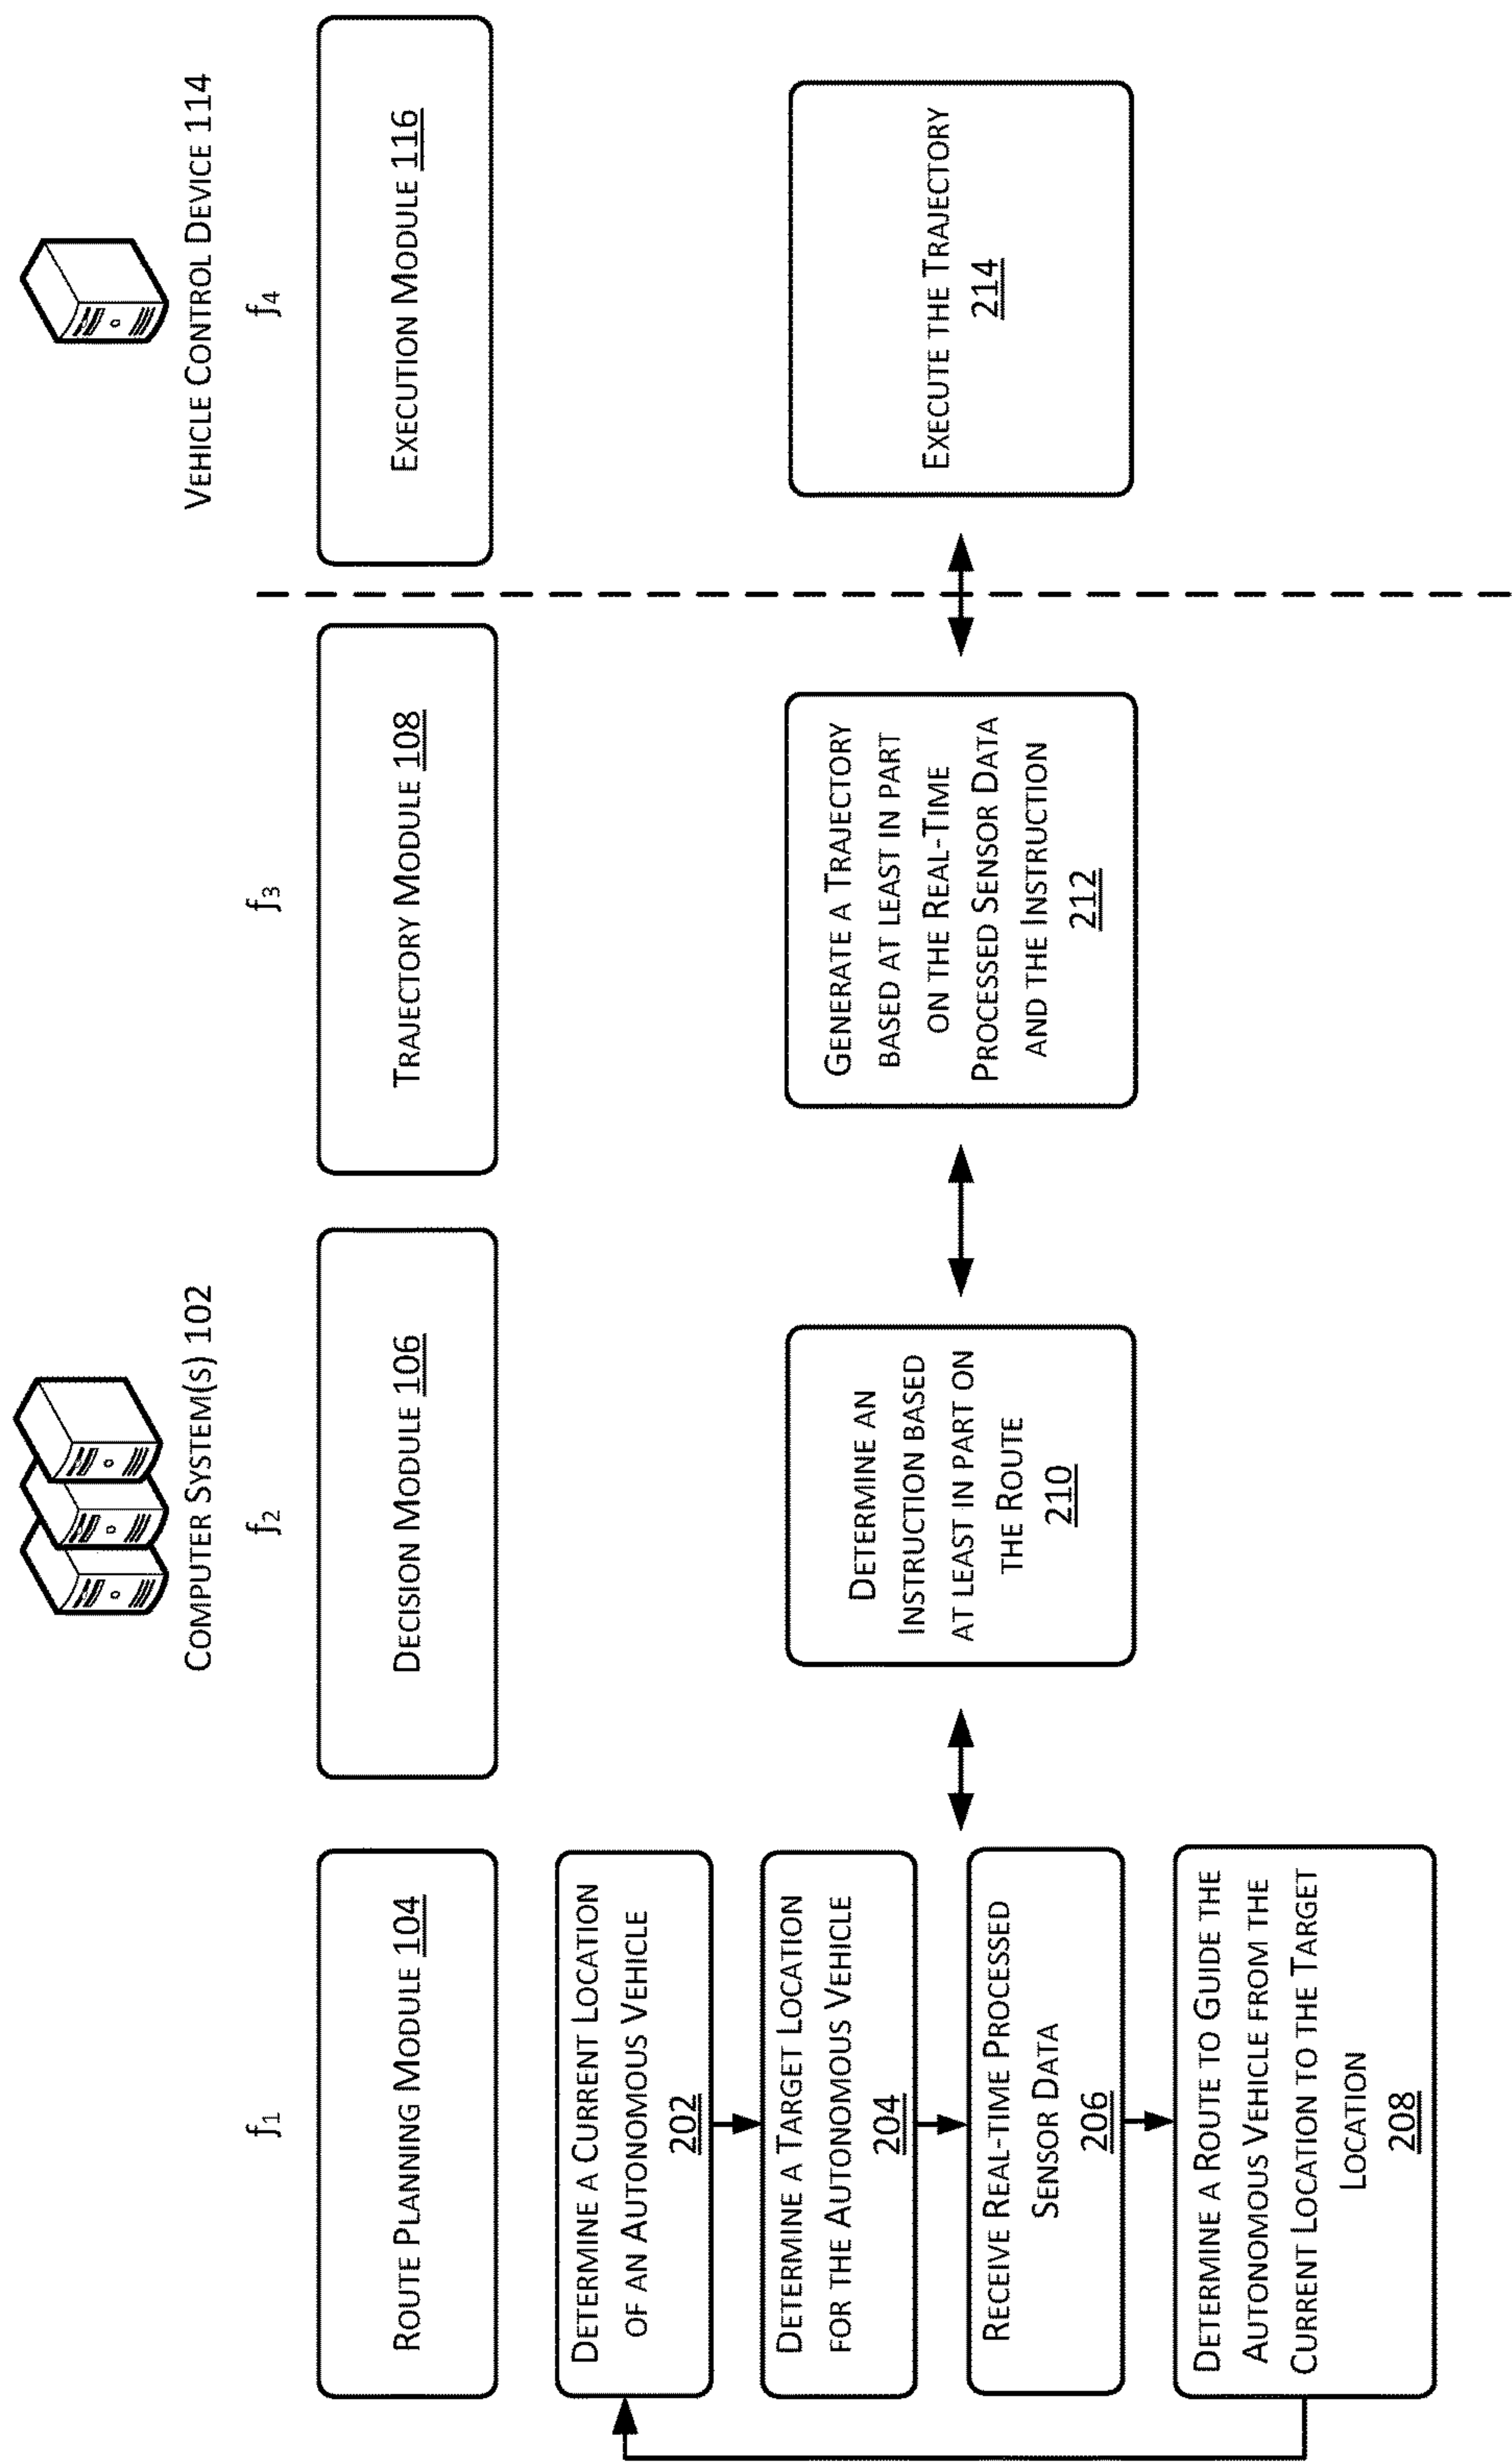 COMPUTER SYSTEM(S) 102
VEHICLE CONTROL DEVICE 114
f1
f2
f3
f4
ROUTE PLANNING MODULE 104
DECISION MODULE 106
TRAJECTORY MODULE 108
EXECUTION MODULE 116
DETERMINE A CURRENT LOCATION
OF AN AUTONOMOUS VEHICLE
202
DETERMINE A TARGET LOCATION
FOR THE AUTONOMOUS VEHICLE
204
RECEIVE REAL-TIME PROCESSED
SENSOR DATA
206
DETERMINE A ROUTE TO GUIDE THE
AUTONOMOUS VEHICLE FROM THE
CURRENT LOCATION TO THE TARGET
LOCATION
208
DETERMINE AN
INSTRUCTION BASED
AT LEAST IN PART ON
THE ROUTE
210
GENERATE A TRAJECTORY
BASED AT LEAST IN PART
ON THE REAL-TIME
PROCESSED SENSOR DATA
AND THE INSTRUCTION
212
EXECUTE THE TRAJECTORY
214